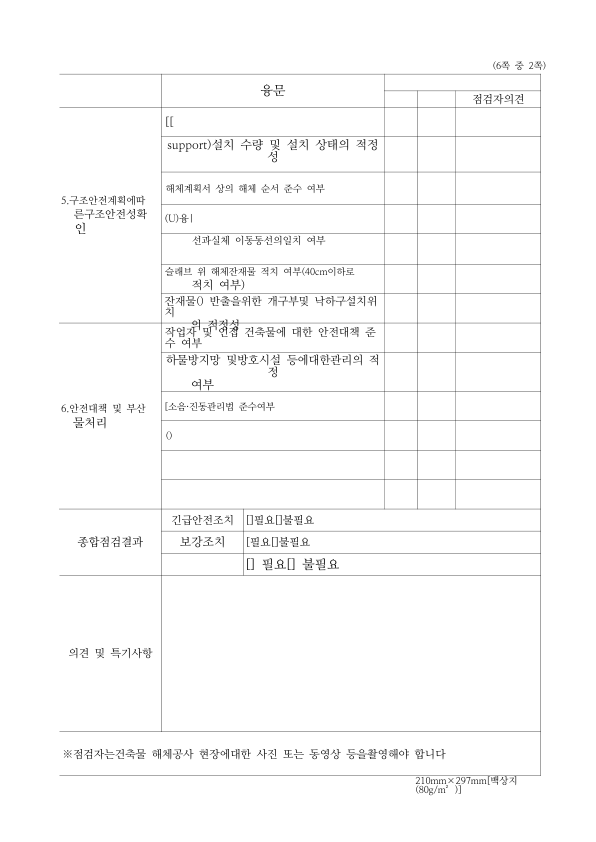 (6쪽 중 2쪽)
용문
점검자의견
[[
support)설치 수량 및 설치 상태의 적정
성
해체계획서 상의 해체 순서 준수 여부
5.구조안전계획에따
른구조안전성확
인
(U)용|
선과실체 이동동선의일치 여부
슬래브 위 해체잔재물 적치 여부(40cm이하로
적치 여부)
잔재물() 반출을위한 개구부및 낙하구설치위
치
의 적정성
작업자 및 인접 건축물에 대한 안전대책 준
수 여부
하물방지망 및방호시설 등에대한관리의 적
정
여부
6.안전대책 및 부산
물처리
[소음·진동관리법 준수여부
()
종합점검결과
긴급안전조치 []필요[]불필요
보강조치 [필요[]불필요
[] 필요[] 불필요
의견 및 특기사항
※점검자는건축물 해체공사 현장에대한 사진 또는 동영상 등을촬영해야 합니다
210mm×297mm[백상지
(80g/㎡ )]